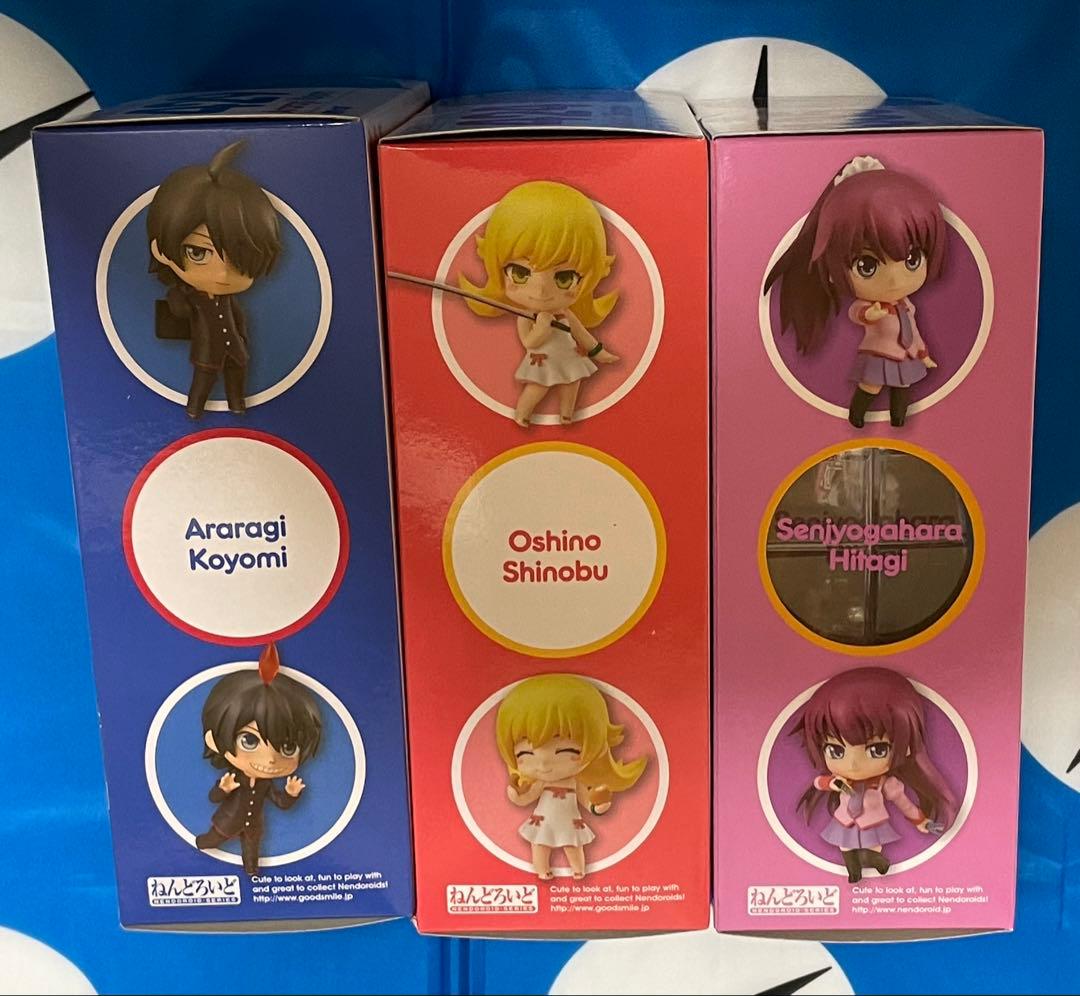 Araragi
Koyomi
Oshino
Shinobu
Senjyogahara
Hitagi
ねんどろいど
NENDOROID SERIES
Cute to look at, fun to play with
and great to collect Nendoroids!
http://www.goodsmile.jp
ねんどろいど
NENDOROID SERIES
Cute to look at, fun to play with
and great to collect Nendoroids!
http://www.goodsmile.jp
ねんどろいど
NENDOROID SERIES
Cute to look at, fun to play with
and great to collect Nendoroids!
http://www.nendoroid.jp